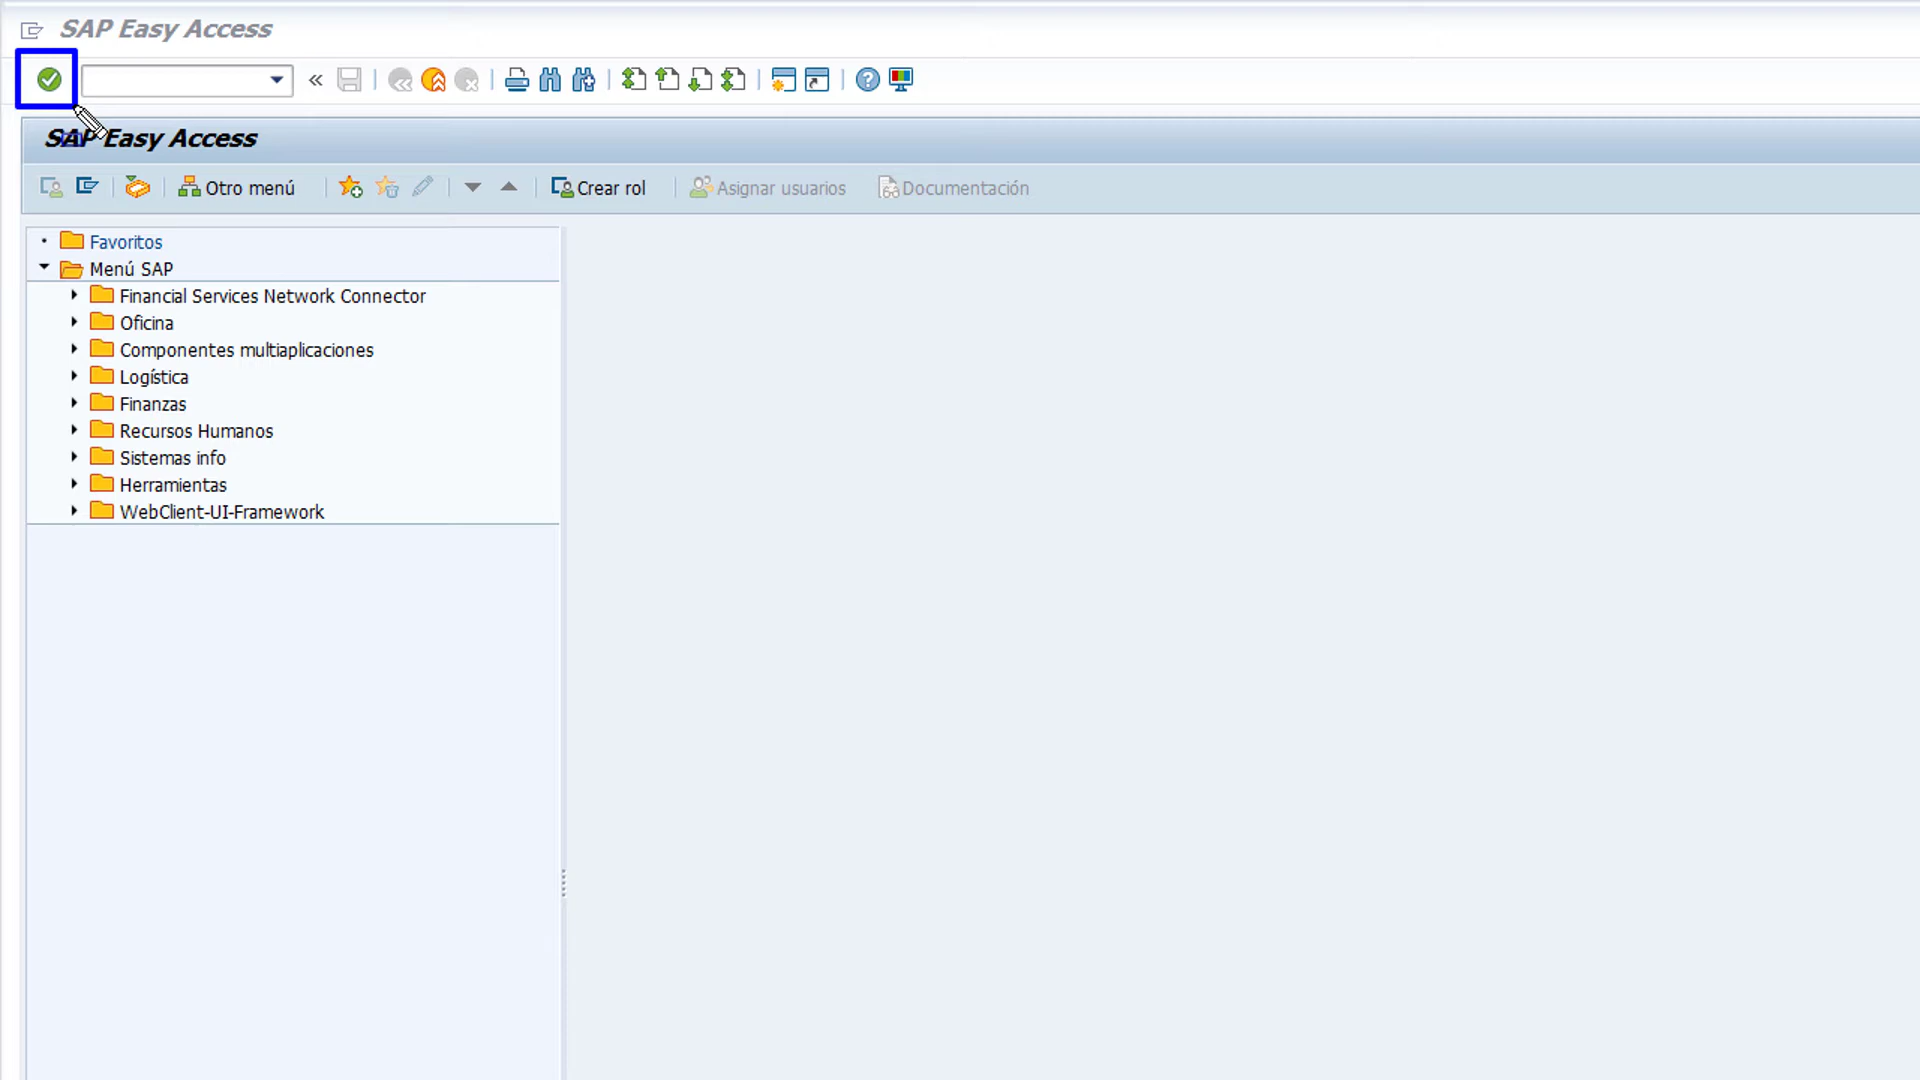 SAP Easy Access
SAP Easy Access
Otro menú
Crear rol
Asignar usuarios
Documentación
Favoritos
Menú SAP
Financial Services Network Connector
Oficina
Componentes multiaplicaciones
Logística
Finanzas
Recursos Humanos
Sistemas info
Herramientas
WebClient-UI-Framework